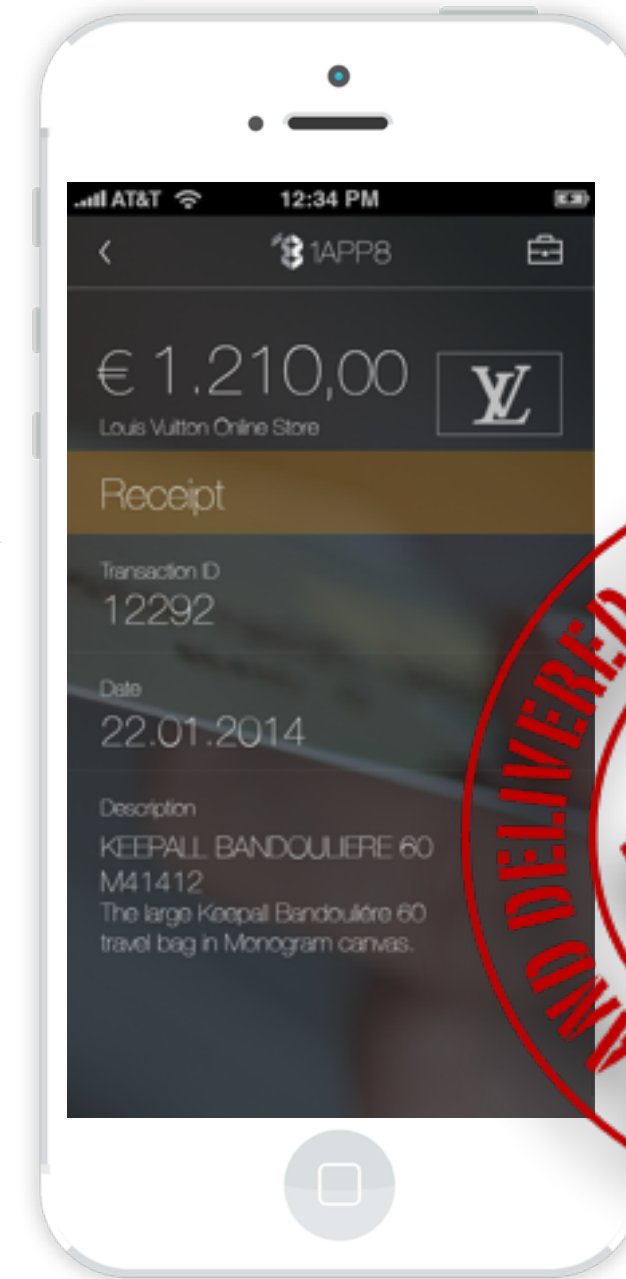 AT&T 12:34 PM
1APP8
€ 1.210,00
LV
Louis Vuitton Online Store
Receipt
Transaction ID
12292
Date
22.01.2014
Description
KEEPALL BANDOULIERE 60
M41412
The large Keepall Bandouliére 60
travel bag in Monogram canvas.
AND DELIVERED